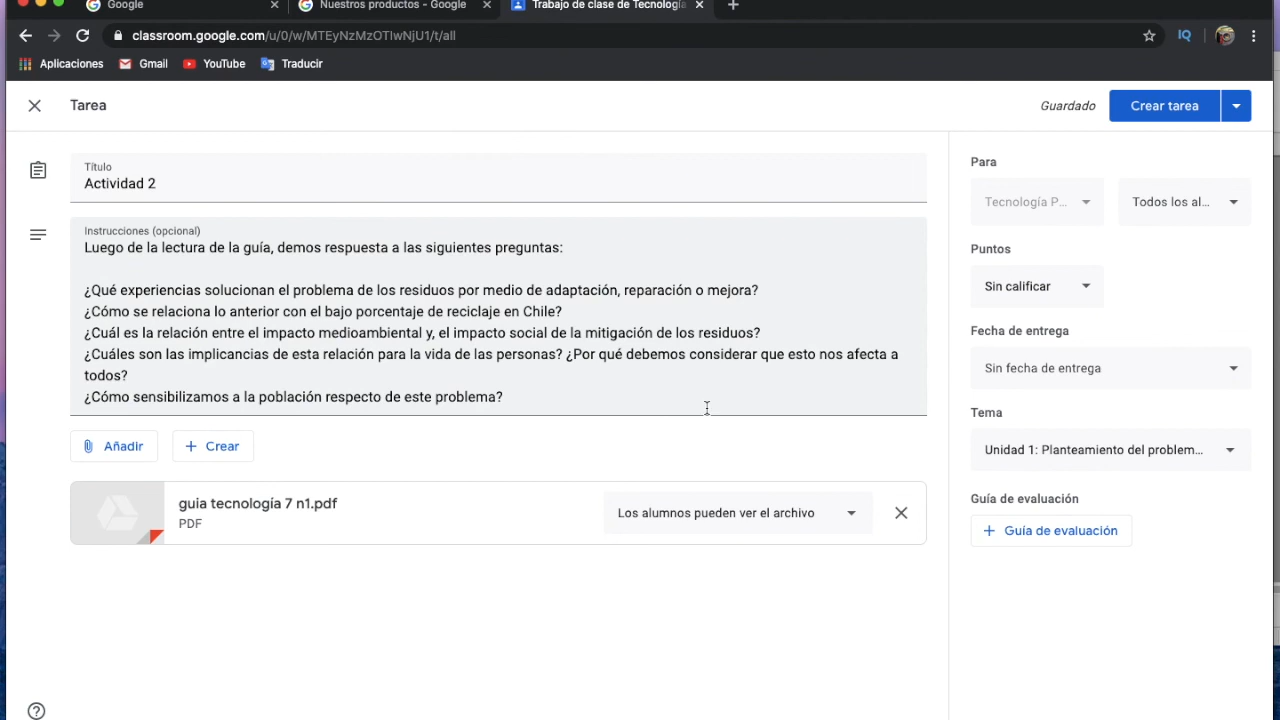 Google
Nuestros productos - Google
Trabajo de clase de Tecnología
classroom.google.com/u/0/w/MTEyNzMzOTIwNjU1/t/all
IQ
Aplicaciones
Gmail
YouTube
Traducir
Tarea
Guardado
Crear tarea
Título
Actividad 2
Instrucciones (opcional)
Luego de la lectura de la guía, demos respuesta a las siguientes preguntas:
¿Qué experiencias solucionan el problema de los residuos por medio de adaptación, reparación o mejora?
¿Cómo se relaciona lo anterior con el bajo porcentaje de reciclaje en Chile?
¿Cuál es la relación entre el impacto medioambiental y, el impacto social de la mitigación de los residuos?
¿Cuáles son las implicancias de esta relación para la vida de las personas? ¿Por qué debemos considerar que esto nos afecta a
todos?
¿Cómo sensibilizamos a la población respecto de este problema?
Añadir
Crear
guia tecnología 7 n1.pdf
PDF
Los alumnos pueden ver el archivo
Para
Tecnología P...
Todos los al...
Puntos
Sin calificar
Fecha de entrega
Sin fecha de entrega
Tema
Unidad 1: Planteamiento del problem...
Guía de evaluación
Guía de evaluación